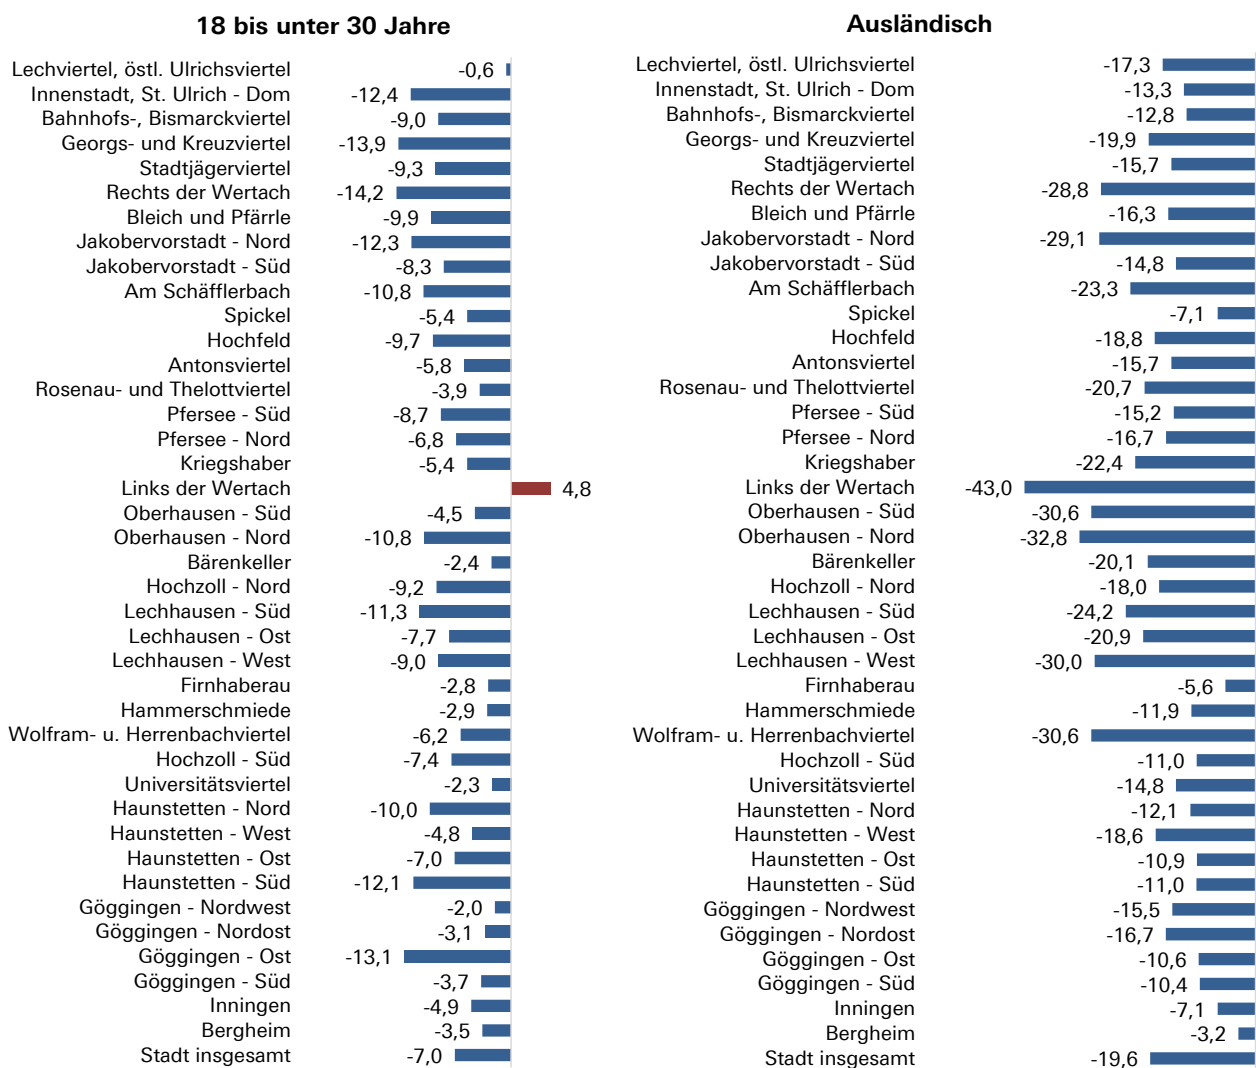 18 bis unter 30 Jahre
Lechviertel, östl. Ulrichsviertel -0,6
Innenstadt, St. Ulrich - Dom -12,4
Bahnhofs-, Bismarckviertel -9,0
Georgs- und Kreuzviertel -13,9
Stadtjägerviertel -9,3
Rechts der Wertach -14,2
Bleich und Pfärrle -9,9
Jakobervorstadt - Nord -12,3
Jakobervorstadt - Süd -8,3
Am Schäfflerbach -10,8
Spickel -5,4
Hochfeld -9,7
Antonsviertel -5,8
Rosenau- und Thelottviertel -3,9
Pfersee - Süd -8,7
Pfersee - Nord -6,8
Kriegshaber -5,4
Links der Wertach 4,8
Oberhausen - Süd -4,5
Oberhausen - Nord -10,8
Bärenkeller -2,4
Hochzoll - Nord -9,2
Lechhausen - Süd -11,3
Lechhausen - Ost -7,7
Lechhausen - West -9,0
Firnhaberau -2,8
Hammerschmiede -2,9
Wolfram- u. Herrenbachviertel -6,2
Hochzoll - Süd -7,4
Universitätsviertel -2,3
Haunstetten - Nord -10,0
Haunstetten - West -4,8
Haunstetten - Ost -7,0
Haunstetten - Süd -12,1
Göggingen - Nordwest -2,0
Göggingen - Nordost -3,1
Göggingen - Ost -13,1
Göggingen - Süd -3,7
Inningen -4,9
Bergheim -3,5
Stadt insgesamt -7,0
Ausländisch
Lechviertel, östl. Ulrichsviertel -17,3
Innenstadt, St. Ulrich - Dom -13,3
Bahnhofs-, Bismarckviertel -12,8
Georgs- und Kreuzviertel -19,9
Stadtjägerviertel -15,7
Rechts der Wertach -28,8
Bleich und Pfärrle -16,3
Jakobervorstadt - Nord -29,1
Jakobervorstadt - Süd -14,8
Am Schäfflerbach -23,3
Spickel -7,1
Hochfeld -18,8
Antonsviertel -15,7
Rosenau- und Thelottviertel -20,7
Pfersee - Süd -15,2
Pfersee - Nord -16,7
Kriegshaber -22,4
Links der Wertach -43,0
Oberhausen - Süd -30,6
Oberhausen - Nord -32,8
Bärenkeller -20,1
Hochzoll - Nord -18,0
Lechhausen - Süd -24,2
Lechhausen - Ost -20,9
Lechhausen - West -30,0
Firnhaberau -5,6
Hammerschmiede -11,9
Wolfram- u. Herrenbachviertel -30,6
Hochzoll - Süd -11,0
Universitätsviertel -14,8
Haunstetten - Nord -12,1
Haunstetten - West -18,6
Haunstetten - Ost -10,9
Haunstetten - Süd -11,0
Göggingen - Nordwest -15,5
Göggingen - Nordost -16,7
Göggingen - Ost -10,6
Göggingen - Süd -10,4
Inningen -7,1
Bergheim -3,2
Stadt insgesamt -19,6